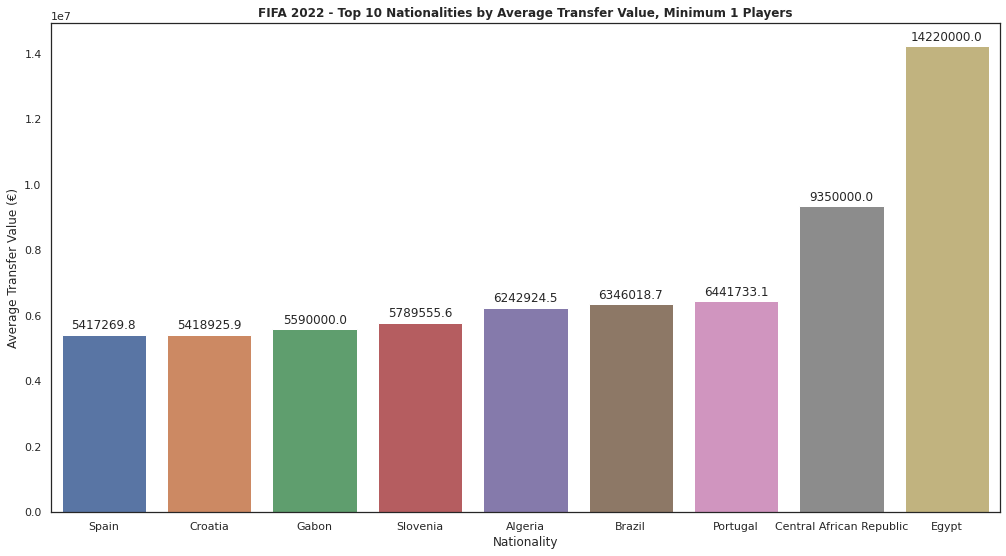 FIFA 2022 - Top 10 Nationalities by Average Transfer Value, Minimum 1 Players
1e7
1.4
1.2
1.0
0.8
0.6
0.4
0.2
0.0
Average Transfer Value (€)
5417269.8
5418925.9
5590000.0
5789555.6
6242924.5
6346018.7
6441733.1
9350000.0
14220000.0
Spain
Croatia
Gabon
Slovenia
Algeria
Brazil
Portugal
Central African Republic
Egypt
Nationality